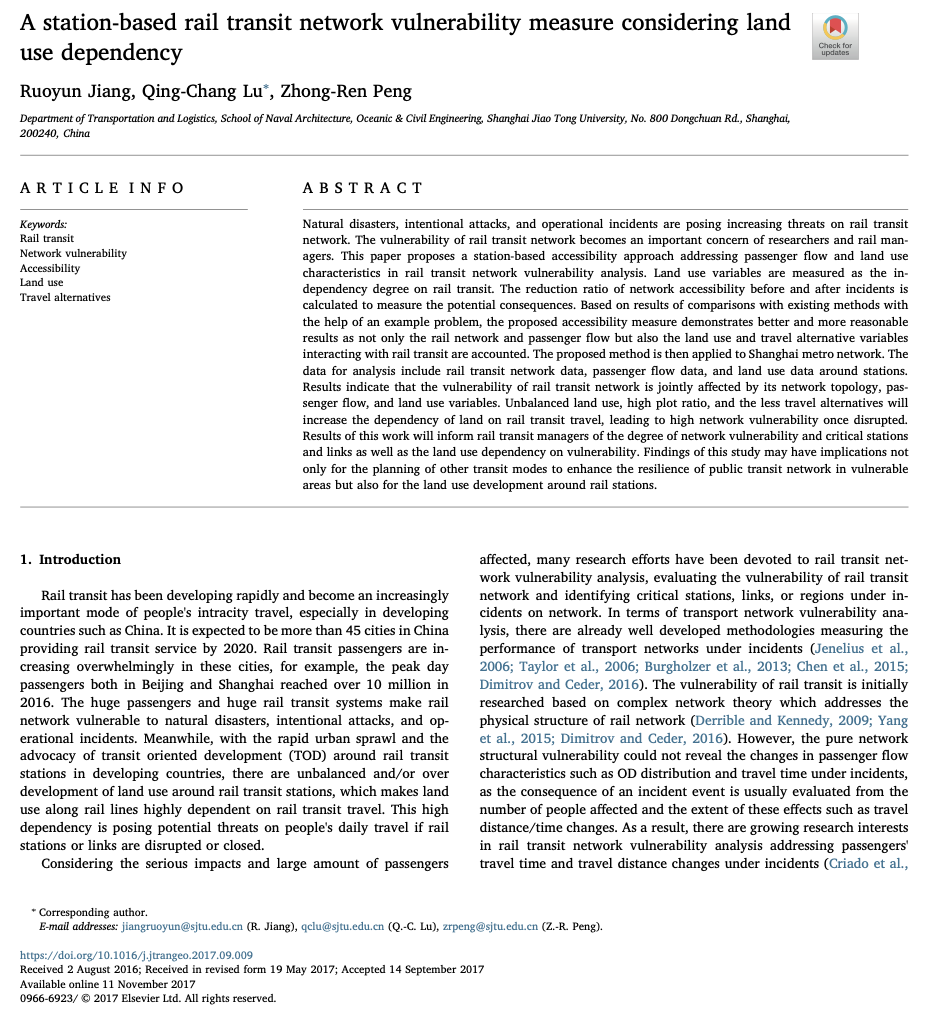 A station-based rail transit network vulnerability measure considering land
use dependency
Check for
updates
Ruoyun Jiang, Qing-Chang Lu*, Zhong-Ren Peng
Department of Transportation and Logistics, School of Naval Architecture, Oceanic & Civil Engineering, Shanghai Jiao Tong University, No. 800 Dongchuan Rd., Shanghai,
200240, China
ARTICLE INFO
Keywords:
Rail transit
Network vulnerability
Accessibility
Land use
Travel alternatives
ABSTRACT
Natural disasters, intentional attacks, and operational incidents are posing increasing threats on rail transit
network. The vulnerability of rail transit network becomes an important concern of researchers and rail man-
agers. This paper proposes a station-based accessibility approach addressing passenger flow and land use
characteristics in rail transit network vulnerability analysis. Land use variables are measured as the in-
dependency degree on rail transit. The reduction ratio of network accessibility before and after incidents is
calculated to measure the potential consequences. Based on results of comparisons with existing methods with
the help of an example problem, the proposed accessibility measure demonstrates better and more reasonable
results as not only the rail network and passenger flow but also the land use and travel alternative variables
interacting with rail transit are accounted. The proposed method is then applied to Shanghai metro network. The
data for analysis include rail transit network data, passenger flow data, and land use data around stations.
Results indicate that the vulnerability of rail transit network is jointly affected by its network topology, pas-
senger flow, and land use variables. Unbalanced land use, high plot ratio, and the less travel alternatives will
increase the dependency of land on rail transit travel, leading to high network vulnerability once disrupted.
Results of this work will inform rail transit managers of the degree of network vulnerability and critical stations
and links as well as the land use dependency on vulnerability. Findings of this study may have implications not
only for the planning of other transit modes to enhance the resilience of public transit network in vulnerable
areas but also for the land use development around rail stations.
1. Introduction
Rail transit has been developing rapidly and become an increasingly
important mode of people's intracity travel, especially in developing
countries such as China. It is expected to be more than 45 cities in China
providing rail transit service by 2020. Rail transit passengers are in-
creasing overwhelmingly in these cities, for example, the peak day
passengers both in Beijing and Shanghai reached over 10 million in
2016. The huge passengers and huge rail transit systems make rail
network vulnerable to natural disasters, intentional attacks, and op-
erational incidents. Meanwhile, with the rapid urban sprawl and the
advocacy of transit oriented development (TOD) around rail transit
stations in developing countries, there are unbalanced and/or over
development of land use around rail transit stations, which makes land
use along rail lines highly dependent on rail transit travel. This high
dependency is posing potential threats on people's daily travel if rail
stations or links are disrupted or closed.
Considering the serious impacts and large amount of passengers
affected, many research efforts have been devoted to rail transit net-
work vulnerability analysis, evaluating the vulnerability of rail transit
network and identifying critical stations, links, or regions under in-
cidents on network. In terms of transport network vulnerability ana-
lysis, there are already well developed methodologies measuring the
performance of transport networks under incidents (Jenelius et al.,
2006; Taylor et al., 2006; Burgholzer et al., 2013; Chen et al., 2015;
Dimitrov and Ceder, 2016). The vulnerability of rail transit is initially
researched based on complex network theory which addresses the
physical structure of rail network (Derrible and Kennedy, 2009; Yang
et al., 2015; Dimitrov and Ceder, 2016). However, the pure network
structural vulnerability could not reveal the changes in passenger flow
characteristics such as OD distribution and travel time under incidents,
as the consequence of an incident event is usually evaluated from the
number of people affected and the extent of these effects such as travel
distance/time changes. As a result, there are growing research interests
in rail transit network vulnerability analysis addressing passengers'
travel time and travel distance changes under incidents (Criado et al.,
* Corresponding author.
E-mail addresses: jiangruoyun@sjtu.edu.cn (R. Jiang), qclu@sjtu.edu.cn (Q.-C. Lu), zrpeng@sjtu.edu.cn (Z.-R. Peng).
https://doi.org/10.1016/j.jtrangeo.2017.09.009
Received 2 August 2016; Received in revised form 19 May 2017; Accepted 14 September 2017
Available online 11 November 2017
0966-6923/ © 2017 Elsevier Ltd. All rights reserved.